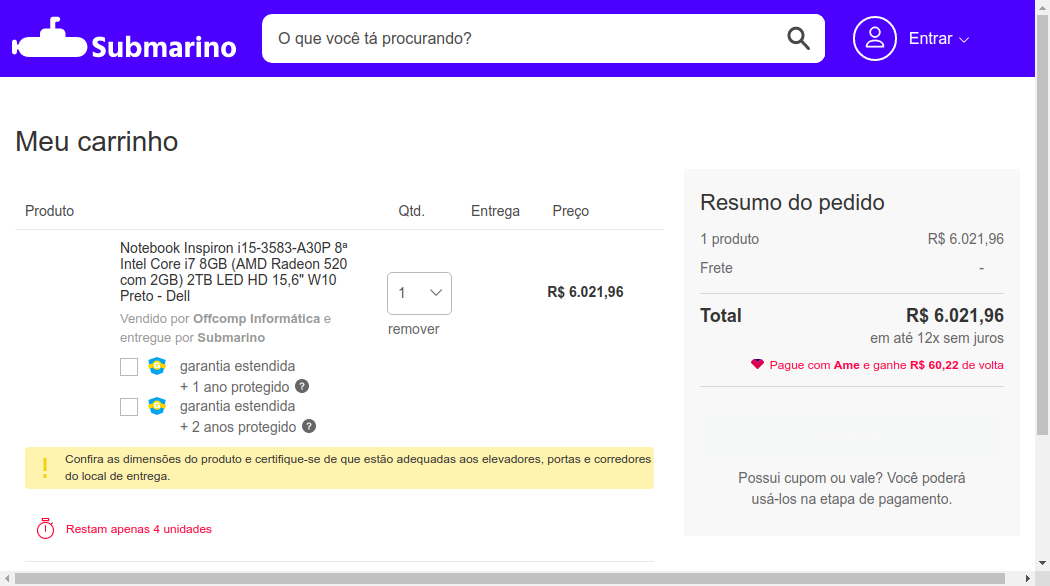 Submarino
O que você tá procurando?
Entrar
Meu carrinho
Produto Qtd. Entrega Preço
Notebook Inspiron i15-3583-A30P 8ª
Intel Core i7 8GB (AMD Radeon 520
com 2GB) 2TB LED HD 15,6" W10
Preto - Dell
Vendido por Offcomp Informática e
entregue por Submarino
1
remover
R$ 6.021,96
garantia estendida
+ 1 ano protegido ?
garantia estendida
+ 2 anos protegido ?
Confira as dimensões do produto e certifique-se de que estão adequadas aos elevadores, portas e corredores
do local de entrega.
Restam apenas 4 unidades
Resumo do pedido
1 produto R$ 6.021,96
Frete -
Total R$ 6.021,96
em até 12x sem juros
Pague com Ame e ganhe R$ 60,22 de volta
Possui cupom ou vale? Você poderá
usá-los na etapa de pagamento.